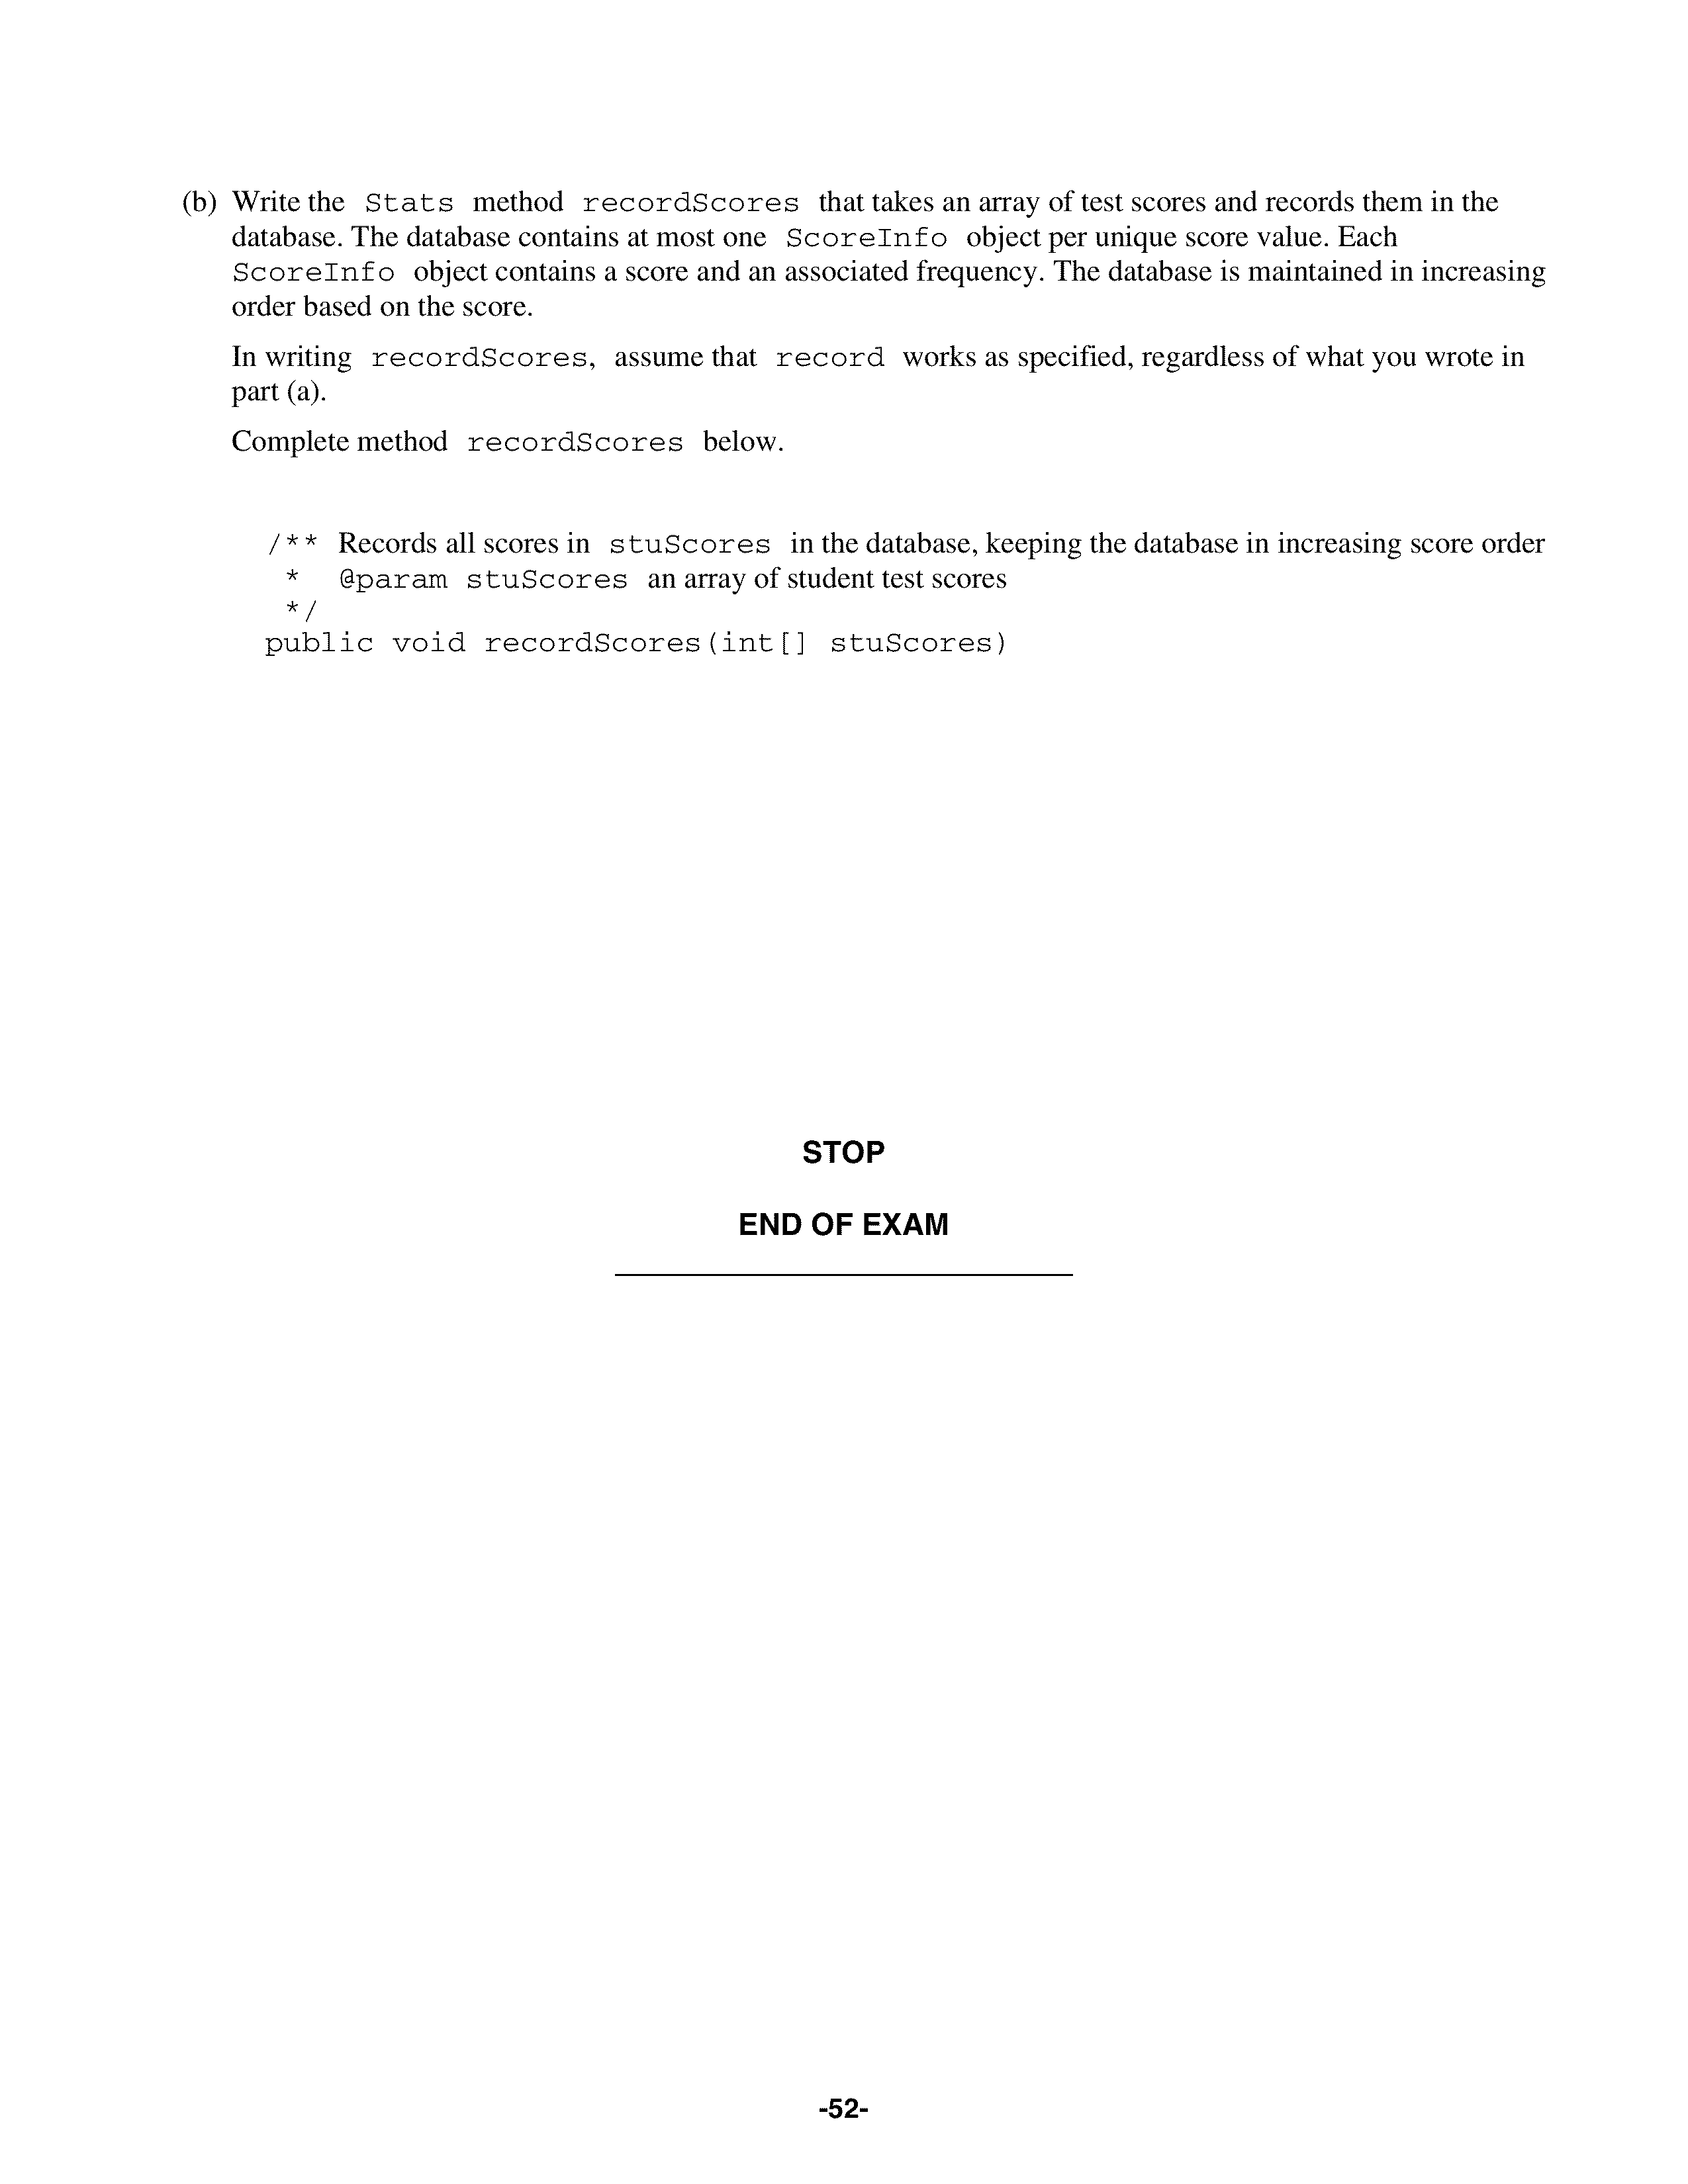 (b) Write the Stats method recordScores that takes an array of test scores and records them in the
database. The database contains at most one ScoreInfo object per unique score value. Each
ScoreInfo object contains a score and an associated frequency. The database is maintained in increasing
order based on the score.
In writing recordScores, assume that record works as specified, regardless of what you wrote in
part (a).
Complete method recordScores below.
/** Records all scores in stuScores in the database, keeping the database in increasing score order
* @param stuScores an array of student test scores
*/
public void recordScores(int[] stuScores)
STOP
END OF EXAM
-52-